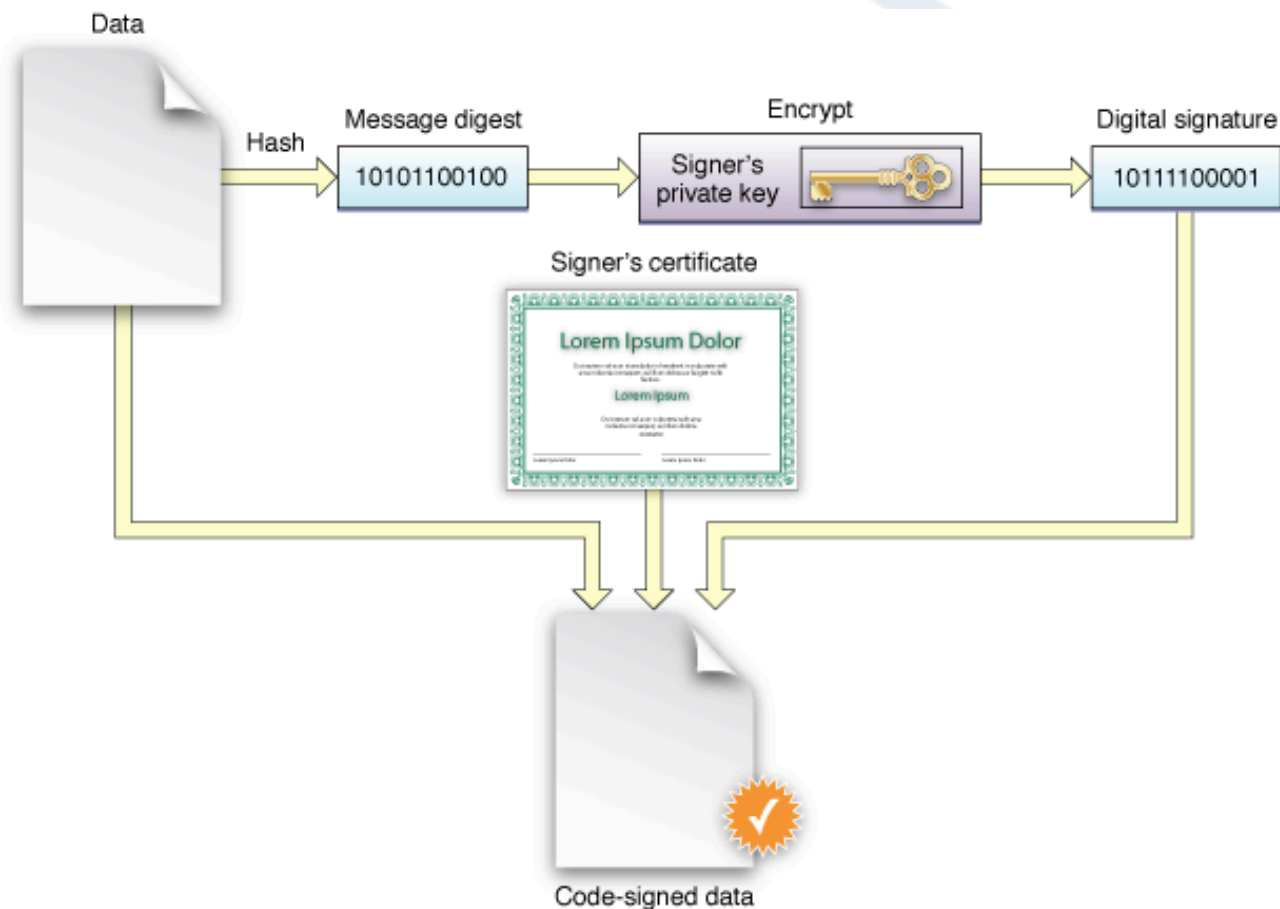 Data
Hash
Message digest
10101100100
Encrypt
Signer's
private key
Digital signature
10111100001
Signer's certificate
Lorem Ipsum Dolor
Lorem Ipsum
Code-signed data